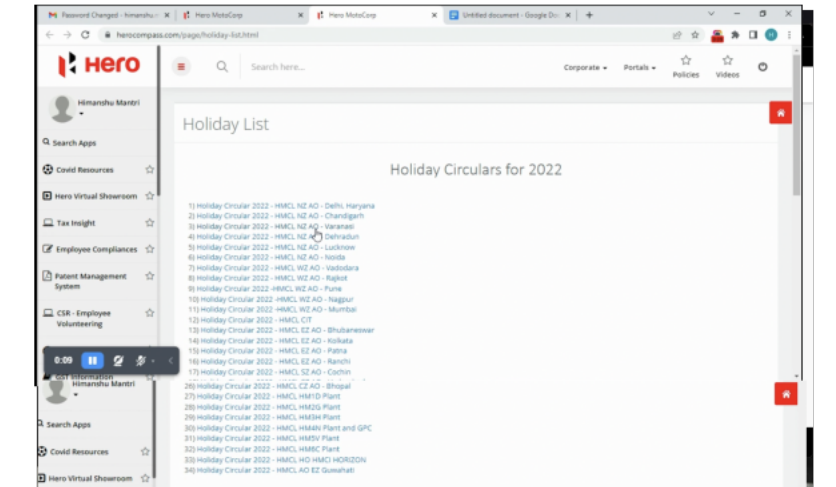 Password Changed - himanshu.r
Hero MotoCorp
Hero MotoCorp
Untitled document - Google Do
herocompass.com/page/holiday-list.html
Hero
Search here...
Corporate
Portals
Policies
Videos
Himanshu Mantri
Search Apps
Covid Resources
Hero Virtual Showroom
Tax Insight
Employee Compliances
Patent Management
System
CSR - Employee
Volunteering
0:09
GST Information
Holiday List
Holiday Circulars for 2022
1) Holiday Circular 2022 - HMCL NZ AO - Delhi, Haryana
2) Holiday Circular 2022 - HMCL NZ AO - Chandigarh
3) Holiday Circular 2022 - HMCL NZ AO - Varanasi
4) Holiday Circular 2022 - HMCL NZ AO - Dehradun
5) Holiday Circular 2022 - HMCL NZ AO - Lucknow
6) Holiday Circular 2022 - HMCL NZ AO - Noida
7) Holiday Circular 2022 - HMCL WZ AO - Vadodara
8) Holiday Circular 2022 - HMCL WZ AO - Rajkot
9) Holiday Circular 2022 -HMCL WZ AO - Pune
10) Holiday Circular 2022 -HMCL WZ AO - Nagpur
11) Holiday Circular 2022 -HMCL WZ AO - Mumbai
12) Holiday Circular 2022 - HMCL CIT
13) Holiday Circular 2022 - HMCL EZ AO - Bhubaneswar
14) Holiday Circular 2022 - HMCL EZ AO - Kolkata
15) Holiday Circular 2022 - HMCL EZ AO - Patna
16) Holiday Circular 2022 - HMCL EZ AO - Ranchi
17) Holiday Circular 2022 - HMCL SZ AO - Cochin
26) Holiday Circular 2022 - HMCL CZ AO - Bhopal
27) Holiday Circular 2022 - HMCL HM1D Plant
28) Holiday Circular 2022 - HMCL HM2G Plant
29) Holiday Circular 2022 - HMCL HM3H Plant
30) Holiday Circular 2022 - HMCL HM4N Plant and GPC
31) Holiday Circular 2022 - HMCL HM5V Plant
32) Holiday Circular 2022 - HMCL HM6C Plant
33) Holiday Circular 2022 - HMCL HO HMCI HORIZON
34) Holiday Circular 2022 - HMCL AO EZ Guwahati
Himanshu Mantri
Search Apps
Covid Resources
Hero Virtual Showroom